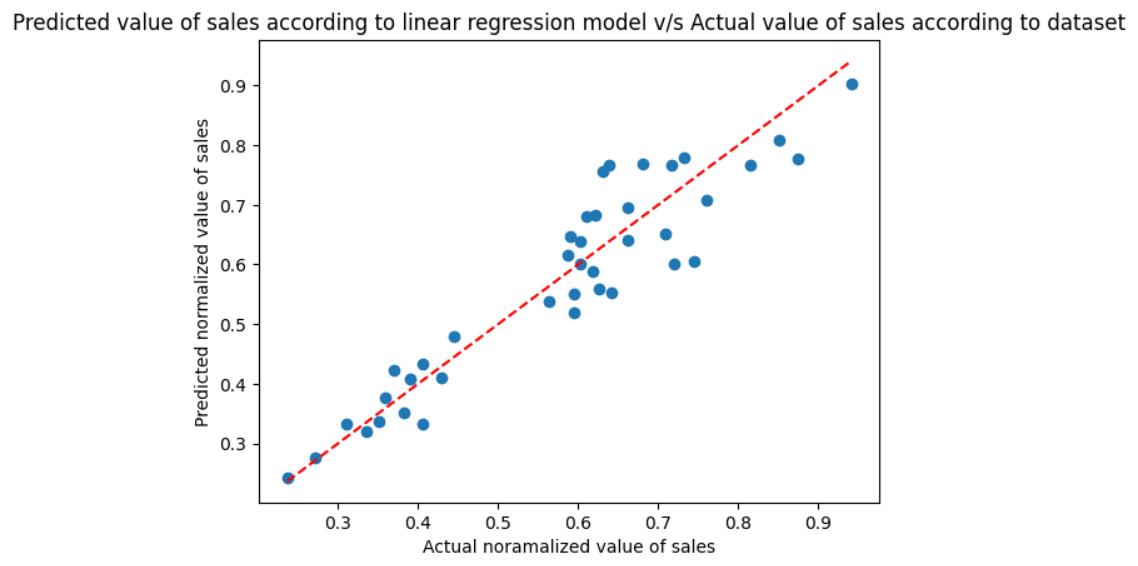 Predicted value of sales according to linear regression model v/s Actual value of sales according to dataset
Predicted normalized value of sales
0.9
0.8
0.7
0.6
0.5
0.4
0.3
0.3 0.4 0.5 0.6 0.7 0.8 0.9
Actual noramalized value of sales